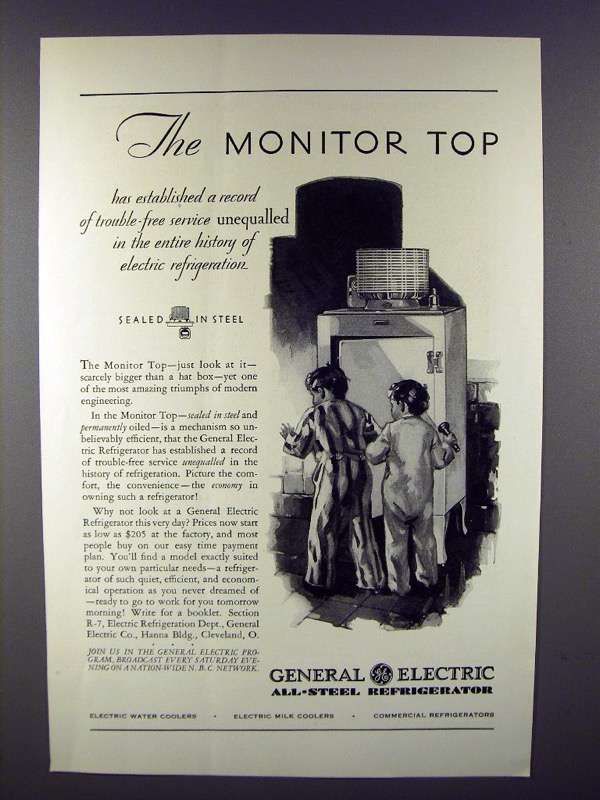 The MONITOR TOP
has established a record
of trouble-free service unequalled
in the entire history of
electric refrigeration
SEALED IN STEEL
The Monitor Top—just look at it—
scarcely bigger than a hat box—yet one
of the most amazing triumphs of modern
engineering.
In the Monitor Top—sealed in steel and
permanently oiled—is a mechanism so un-
believably efficient, that the General Elec-
tric Refrigerator has established a record
of trouble-free service unequalled in the
history of refrigeration. Picture the com-
fort, the convenience—the economy in
owning such a refrigerator!
Why not look at a General Electric
Refrigerator this very day? Prices now start
as low as $205 at the factory, and most
people buy on our easy time payment
plan. You'll find a model exactly suited
to your own particular needs—a refriger-
ator of such quiet, efficient, and econom-
ical operation as you never dreamed of
—ready to go to work for you tomorrow
morning! Write for a booklet. Section
R-7, Electric Refrigeration Dept., General
Electric Co., Hanna Bldg., Cleveland, O.
JOIN US IN THE GENERAL ELECTRIC PRO-
GRAM, BROADCAST EVERY SATURDAY EVE-
NING ON A NATION-WIDE N. B. C. NETWORK.
GENERAL GE ELECTRIC
ALL-STEEL REFRIGERATOR
ELECTRIC WATER COOLERS · ELECTRIC MILK COOLERS · COMMERCIAL REFRIGERATORS